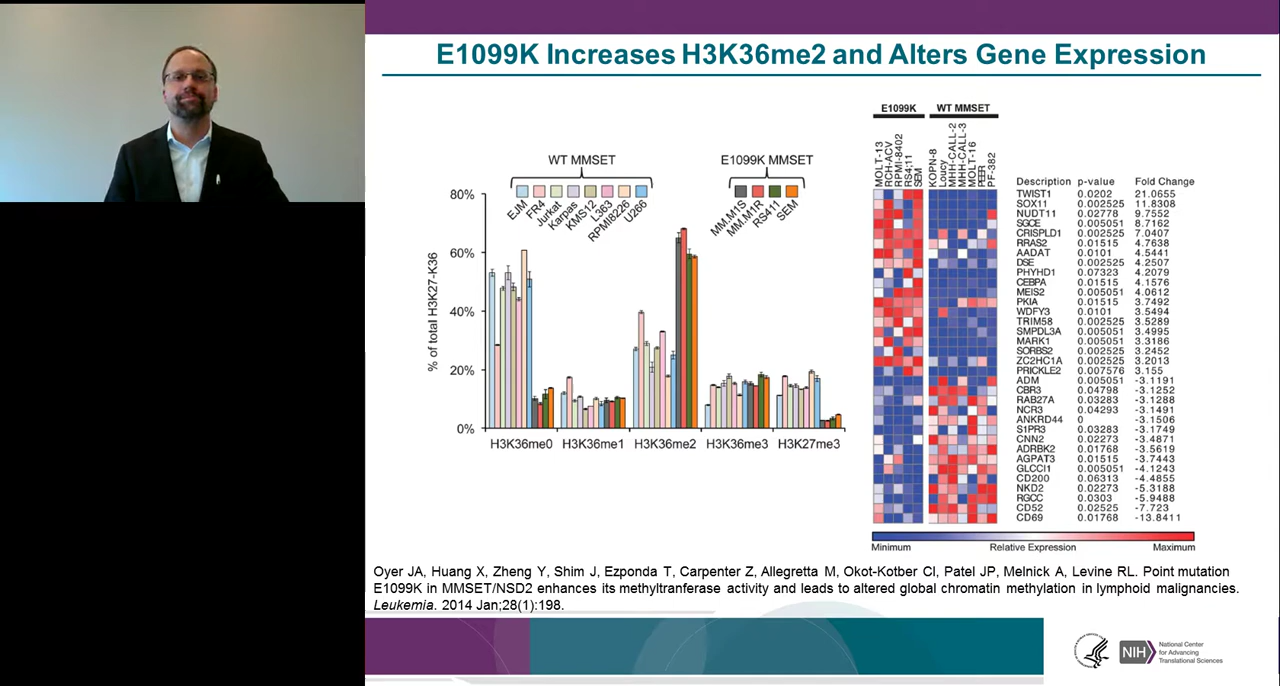 E1099K Increases H3K36me2 and Alters Gene Expression
WT MMSET
E1099K MMSET
EJM
FR4
Jurkat
Karpas
KMS12
L363
RPMI8226
U266
MM.M1S
MM.M1R
RS411
SEM
% of total H3K27-K36
80%
60%
40%
20%
0%
H3K36me0
H3K36me1
H3K36me2
H3K36me3
H3K27me3
E1099K
WT MMSET
MOLT-13
RCH-ACV
RPMI-8402
RS4;11
SEM
KOPN-8
Loucy
MHH-CALL-2
MHH-CALL-3
MOLT-16
PEER
PF-382
Description p-value Fold Change
TWIST1 0.0202 21.0655
SOX11 0.002525 11.8308
NUDT11 0.02778 9.7552
SGCE 0.005051 8.7162
CRISPLD1 0.002525 7.0407
RRAS2 0.01515 4.7638
AADAT 0.0101 4.5441
DSE 0.002525 4.2507
PHYHD1 0.07323 4.2079
CEBPA 0.01515 4.1576
MEIS2 0.005051 4.0612
PKIA 0.01515 3.7492
WDFY3 0.0101 3.5494
TRIM58 0.002525 3.5289
SMPDL3A 0.005051 3.4995
MARK1 0.005051 3.3186
SORBS2 0.002525 3.2452
ZC2HC1A 0.002525 3.2013
PRICKLE2 0.007576 3.155
ADM 0.005051 -3.1191
CBR3 0.04798 -3.1252
RAB27A 0.03283 -3.1288
NCR3 0.04293 -3.1491
ANKRD44 0 -3.1506
S1PR3 0.03283 -3.1749
CNN2 0.02273 -3.4871
ADRBK2 0.01768 -3.5619
AGPAT3 0.01515 -3.7443
GLCCI1 0.005051 -4.1243
CD200 0.06313 -4.4855
NKD2 0.02273 -5.3188
RGCC 0.0303 -5.9488
CD52 0.02525 -7.723
CD69 0.01768 -13.8411
Minimum Relative Expression Maximum
Oyer JA, Huang X, Zheng Y, Shim J, Ezponda T, Carpenter Z, Allegretta M, Okot-Kotber CI, Patel JP, Melnick A, Levine RL. Point mutation
E1099K in MMSET/NSD2 enhances its methyltranferase activity and leads to altered global chromatin methylation in lymphoid malignancies.
Leukemia. 2014 Jan;28(1):198.
NIH
National Center
for Advancing
Translational Sciences